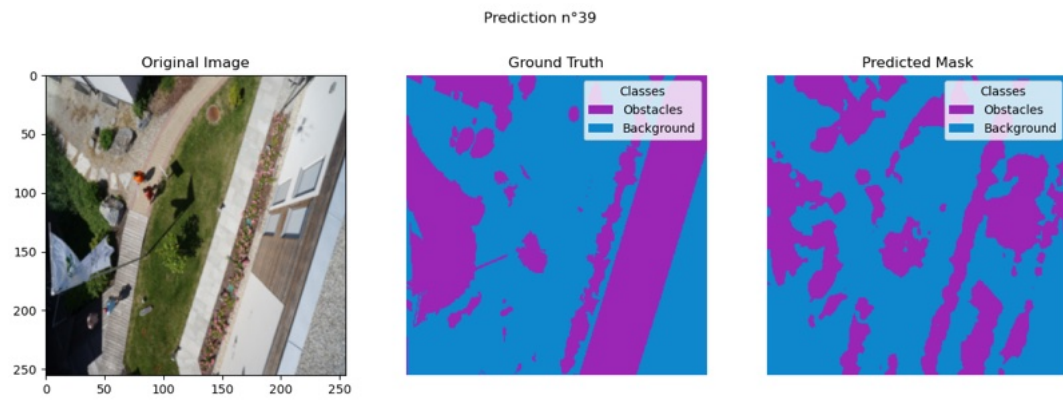 Prediction n°39
Original Image
Ground Truth
Predicted Mask
0
50
100
150
200
250
0 50 100 150 200 250
Classes
Obstacles
Background
Classes
Obstacles
Background